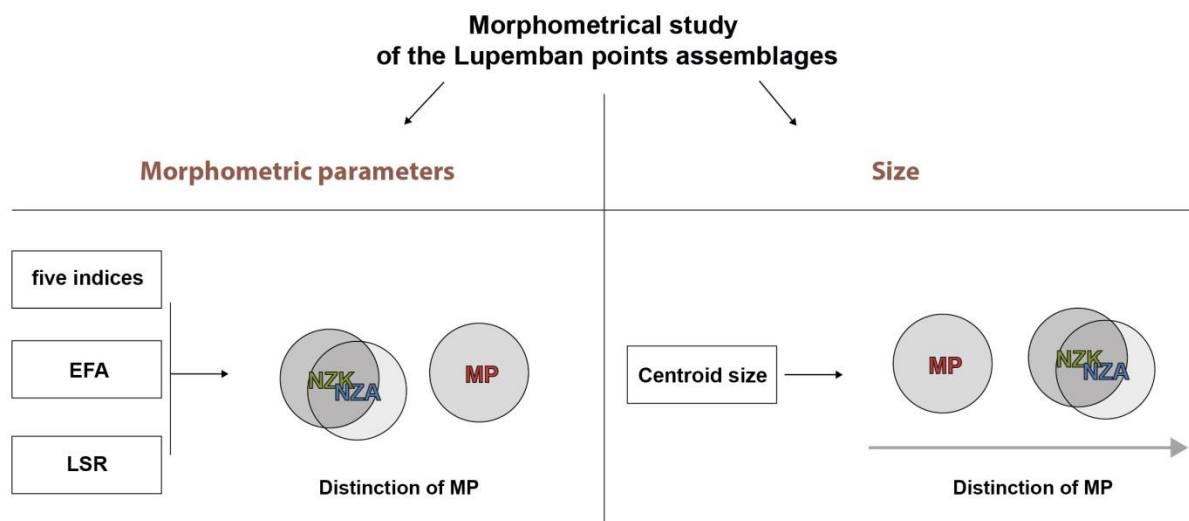 Morphometrical study
of the Lupemban points assemblages
Morphometric parameters
Size
five indices
EFA
LSR
NZK
NZA
MP
Distinction of MP
Centroid size
MP
NZK
NZA
Distinction of MP